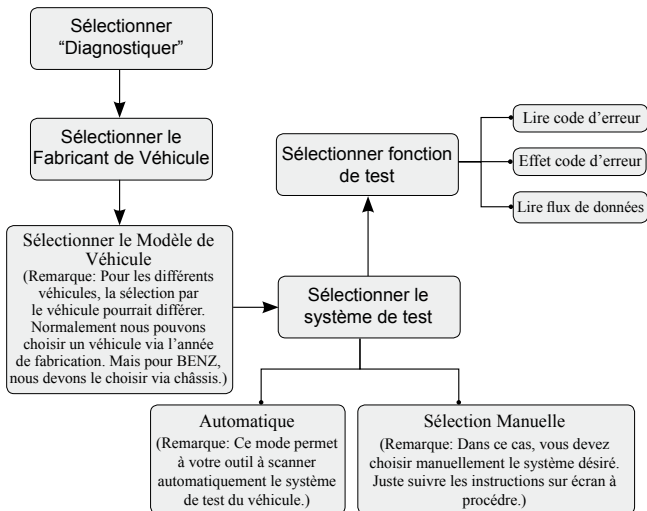 Sélectionner
“Diagnostiquer”
Sélectionner le
Fabricant de Véhicule
Sélectionner le Modèle de
Véhicule
(Remarque: Pour les différents
véhicules, la sélection par
le véhicule pourrait différer.
Normalement nous pouvons
choisir un véhicule via l’année
de fabrication. Mais pour BENZ,
nous devons le choisir via châssis.)
Sélectionner le
système de test
Sélectionner fonction
de test
Lire code d’erreur
Effet code d’erreur
Lire flux de données
Automatique
(Remarque: Ce mode permet
à votre outil à scanner
automatiquement le système
de test du véhicule.)
Sélection Manuelle
(Remarque: Dans ce cas, vous devez
choisir manuellement le système désiré.
Juste suivre les instructions sur écran à
procédre.)